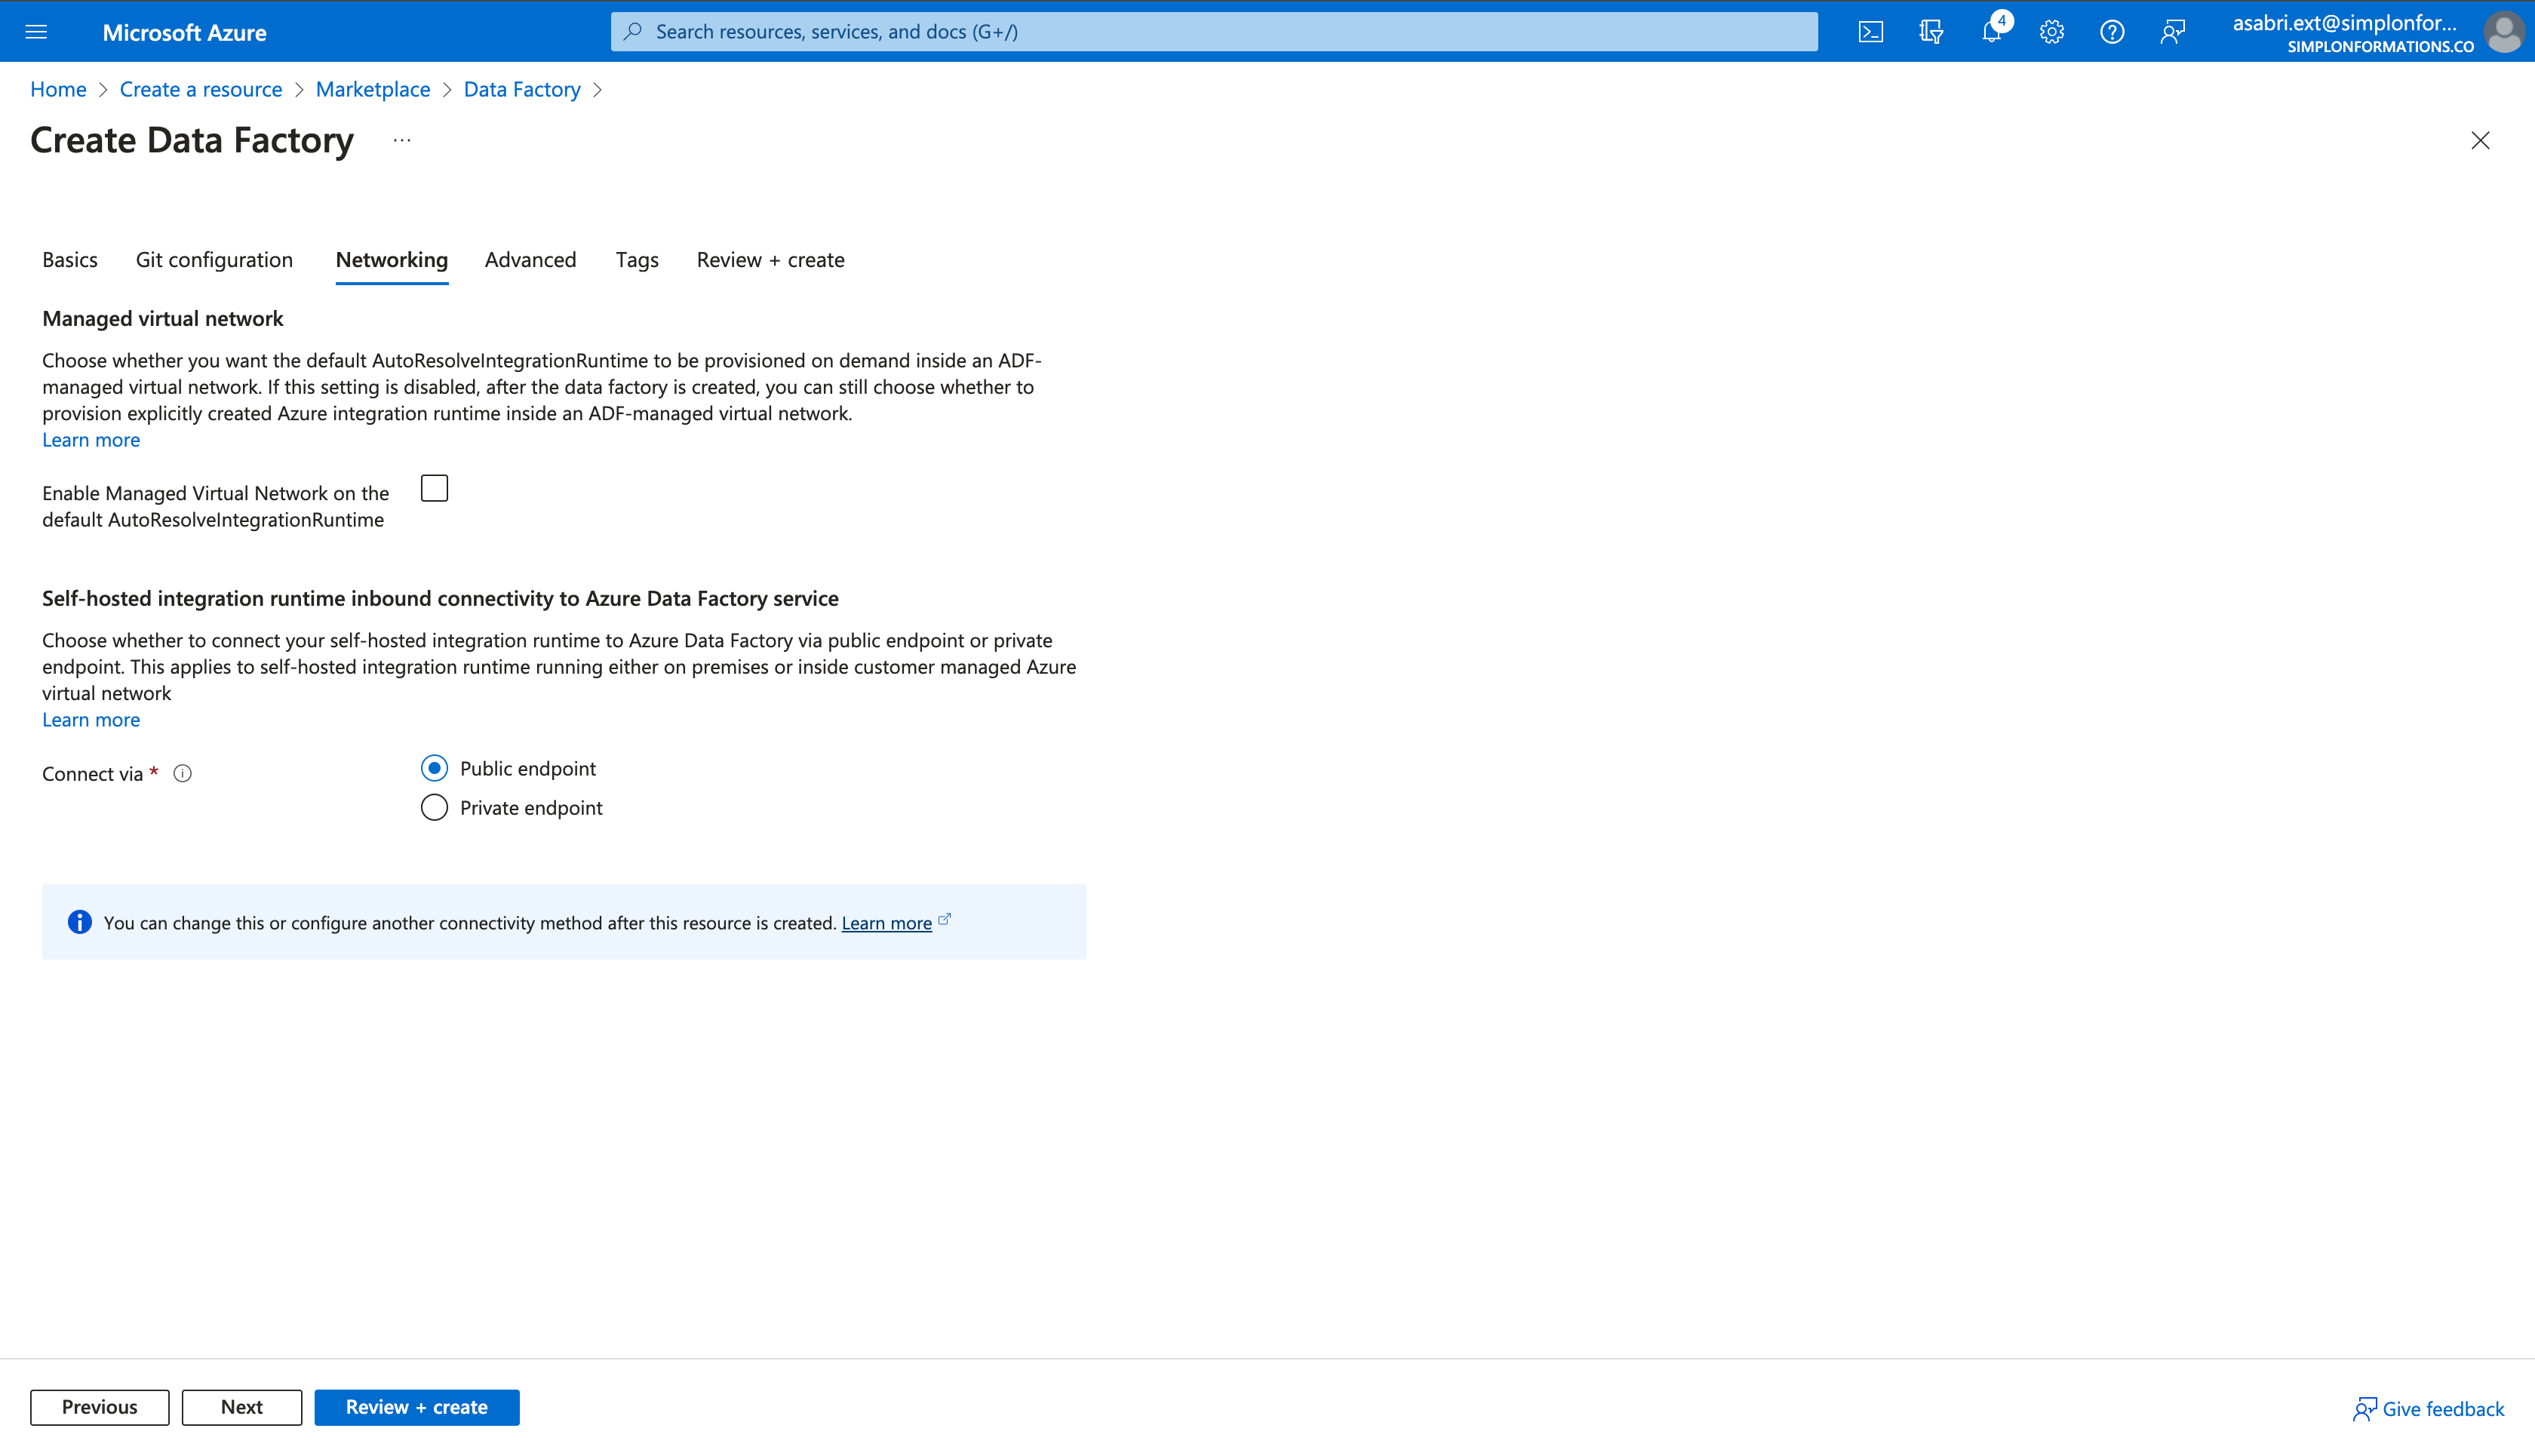 Microsoft Azure
Search resources, services, and docs (G+/)
4
asabri.ext@simplonfor...
SIMPLONFORMATIONS.CO
Home > Create a resource > Marketplace > Data Factory >
Create Data Factory ...
Basics Git configuration Networking Advanced Tags Review + create
Managed virtual network
Choose whether you want the default AutoResolveIntegrationRuntime to be provisioned on demand inside an ADF-
managed virtual network. If this setting is disabled, after the data factory is created, you can still choose whether to
provision explicitly created Azure integration runtime inside an ADF-managed virtual network.
Learn more
Enable Managed Virtual Network on the
default AutoResolveIntegrationRuntime
Self-hosted integration runtime inbound connectivity to Azure Data Factory service
Choose whether to connect your self-hosted integration runtime to Azure Data Factory via public endpoint or private
endpoint. This applies to self-hosted integration runtime running either on premises or inside customer managed Azure
virtual network
Learn more
Connect via *
Public endpoint
Private endpoint
You can change this or configure another connectivity method after this resource is created. Learn more
Previous Next Review + create
Give feedback